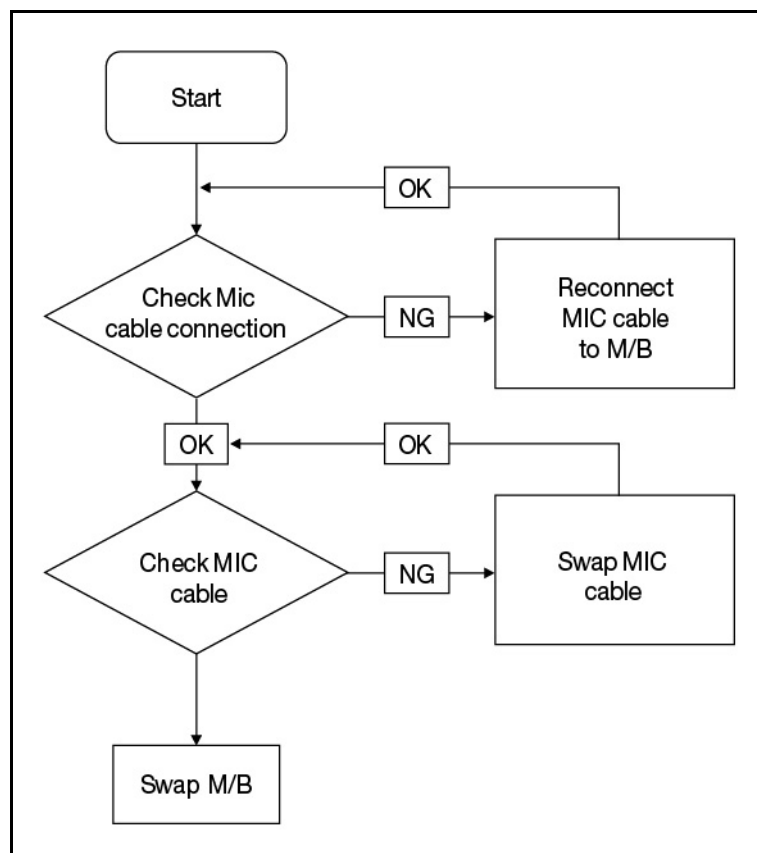 Start
OK
Check Mic
cable connection
NG
Reconnect
MIC cable
to M/B
OK
OK
Check MIC
cable
NG
Swap MIC
cable
Swap M/B